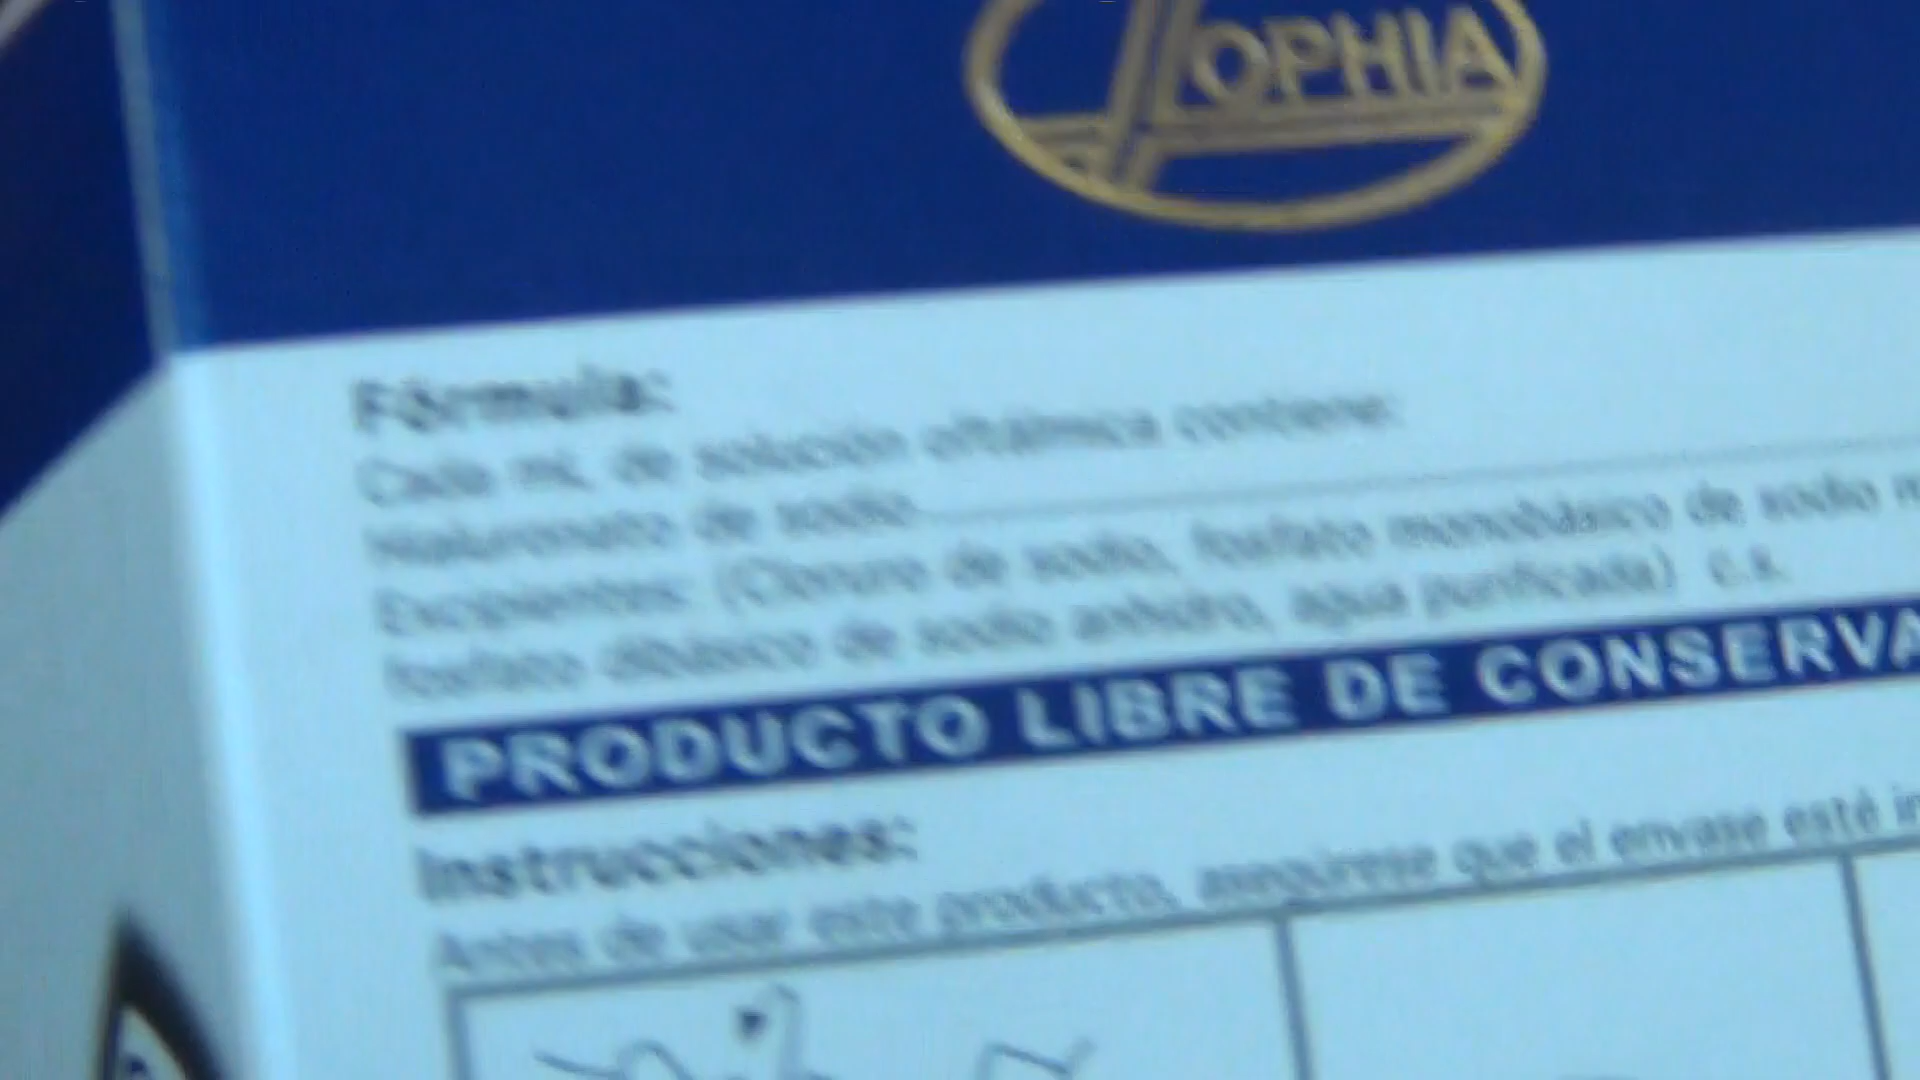 SOPHIA
Fórmula:
Cada mL de solución oftálmica contiene:
Hialuronato de sodio
Excipientes: (Cloruro de sodio, fosfato monobásico de sodio
fosfato dibásico de sodio anhidro, agua purificada) c.s.
PRODUCTO LIBRE DE CONSERVA
Instrucciones:
Antes de usar este producto, asegúrese que el envase esté in